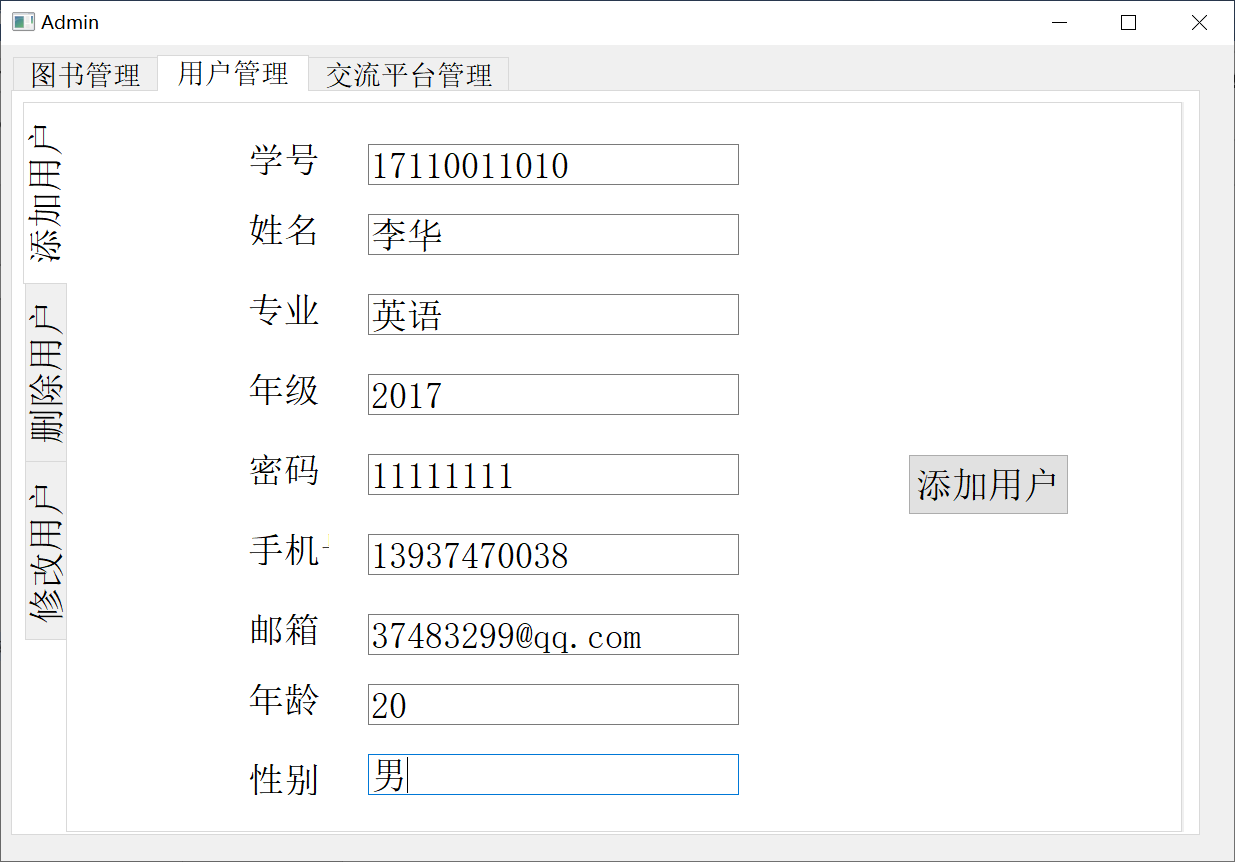 Admin
图书管理 用户管理 交流平台管理
添加用户
删除用户
修改用户
学号 17110011010
姓名 李华
专业 英语
年级 2017
密码 11111111
手机 13937470038
邮箱 37483299@qq.com
年龄 20
性别 男
添加用户